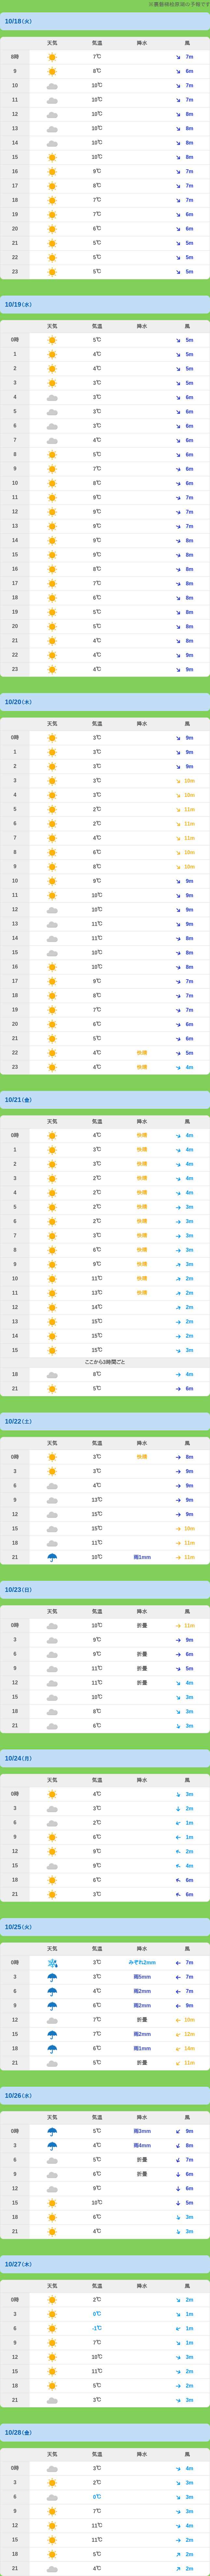 10/18(火)
天気 気温 降水 風
8時 7℃ 7m
9 8℃ 6m
10 10℃ 7m
11 10℃ 7m
12 10℃ 8m
13 10℃ 8m
14 10℃ 8m
15 10℃ 8m
16 9℃ 7m
17 8℃ 7m
18 7℃ 7m
19 7℃ 6m
20 6℃ 6m
21 5℃ 5m
22 5℃ 5m
23 5℃ 5m
10/19(水)
天気 気温 降水 風
0時 5℃ 5m
1 4℃ 5m
2 4℃ 5m
3 3℃ 5m
4 3℃ 6m
5 3℃ 6m
6 3℃ 6m
7 4℃ 6m
8 5℃ 6m
9 7℃ 6m
10 8℃ 6m
11 9℃ 7m
12 9℃ 7m
13 9℃ 7m
14 9℃ 8m
15 9℃ 8m
16 8℃ 8m
17 7℃ 8m
18 6℃ 8m
19 5℃ 8m
20 5℃ 8m
21 4℃ 8m
22 4℃ 9m
23 4℃ 9m
10/20(木)
天気 気温 降水 風
0時 3℃ 9m
1 3℃ 9m
2 3℃ 9m
3 3℃ 10m
4 3℃ 10m
5 2℃ 11m
6 2℃ 11m
7 4℃ 11m
8 6℃ 10m
9 8℃ 10m
10 9℃ 9m
11 10℃ 9m
12 10℃ 9m
13 11℃ 9m
14 11℃ 8m
15 10℃ 8m
16 10℃ 8m
17 9℃ 7m
18 8℃ 7m
19 7℃ 7m
20 6℃ 6m
21 5℃ 6m
22 4℃ 快晴 5m
23 4℃ 快晴 4m
10/21(金)
天気 気温 降水 風
0時 4℃ 快晴 4m
1 3℃ 快晴 4m
2 3℃ 快晴 4m
3 2℃ 快晴 4m
4 2℃ 快晴 4m
5 2℃ 快晴 3m
6 2℃ 快晴 3m
7 3℃ 快晴 3m
8 6℃ 快晴 3m
9 9℃ 快晴 3m
10 11℃ 快晴 2m
11 13℃ 快晴 2m
12 14℃ 2m
13 15℃ 2m
14 15℃ 2m
15 15℃ 3m
ここから3時間ごと
18 8℃ 4m
21 5℃ 6m
10/22(土)
天気 気温 降水 風
0時 3℃ 快晴 8m
3 3℃ 9m
6 4℃ 9m
9 13℃ 9m
12 15℃ 9m
15 15℃ 10m
18 11℃ 11m
21 10℃ 雨1mm 11m
10/23(日)
天気 気温 降水 風
0時 10℃ 折畳 11m
3 9℃ 9m
6 9℃ 折畳 6m
9 11℃ 折畳 5m
12 11℃ 折畳 4m
15 10℃ 3m
18 8℃ 3m
21 6℃ 3m
10/24(月)
天気 気温 降水 風
0時 4℃ 3m
3 3℃ 2m
6 2℃ 1m
9 6℃ 1m
12 9℃ 2m
15 9℃ 4m
18 6℃ 6m
21 3℃ 6m
10/25(火)
天気 気温 降水 風
0時 3℃ みぞれ2mm 7m
3 3℃ 雨5mm 7m
6 4℃ 雨2mm 7m
9 6℃ 雨2mm 9m
12 7℃ 折畳 10m
15 7℃ 雨2mm 12m
18 6℃ 雨1mm 14m
21 5℃ 折畳 11m
10/26(水)
天気 気温 降水 風
0時 5℃ 雨3mm 9m
3 4℃ 雨4mm 8m
6 5℃ 折畳 7m
9 6℃ 折畳 6m
12 9℃ 6m
15 10℃ 5m
18 6℃ 3m
21 4℃ 3m
10/27(木)
天気 気温 降水 風
0時 2℃ 2m
3 0℃ 1m
6 -1℃ 1m
9 7℃ 1m
12 10℃ 3m
15 11℃ 2m
18 5℃ 2m
21 3℃ 3m
10/28(金)
天気 気温 降水 風
0時 3℃ 4m
3 2℃ 3m
6 0℃ 3m
9 7℃ 3m
12 11℃ 4m
15 11℃ 2m
18 5℃ 2m
21 4℃ 2m